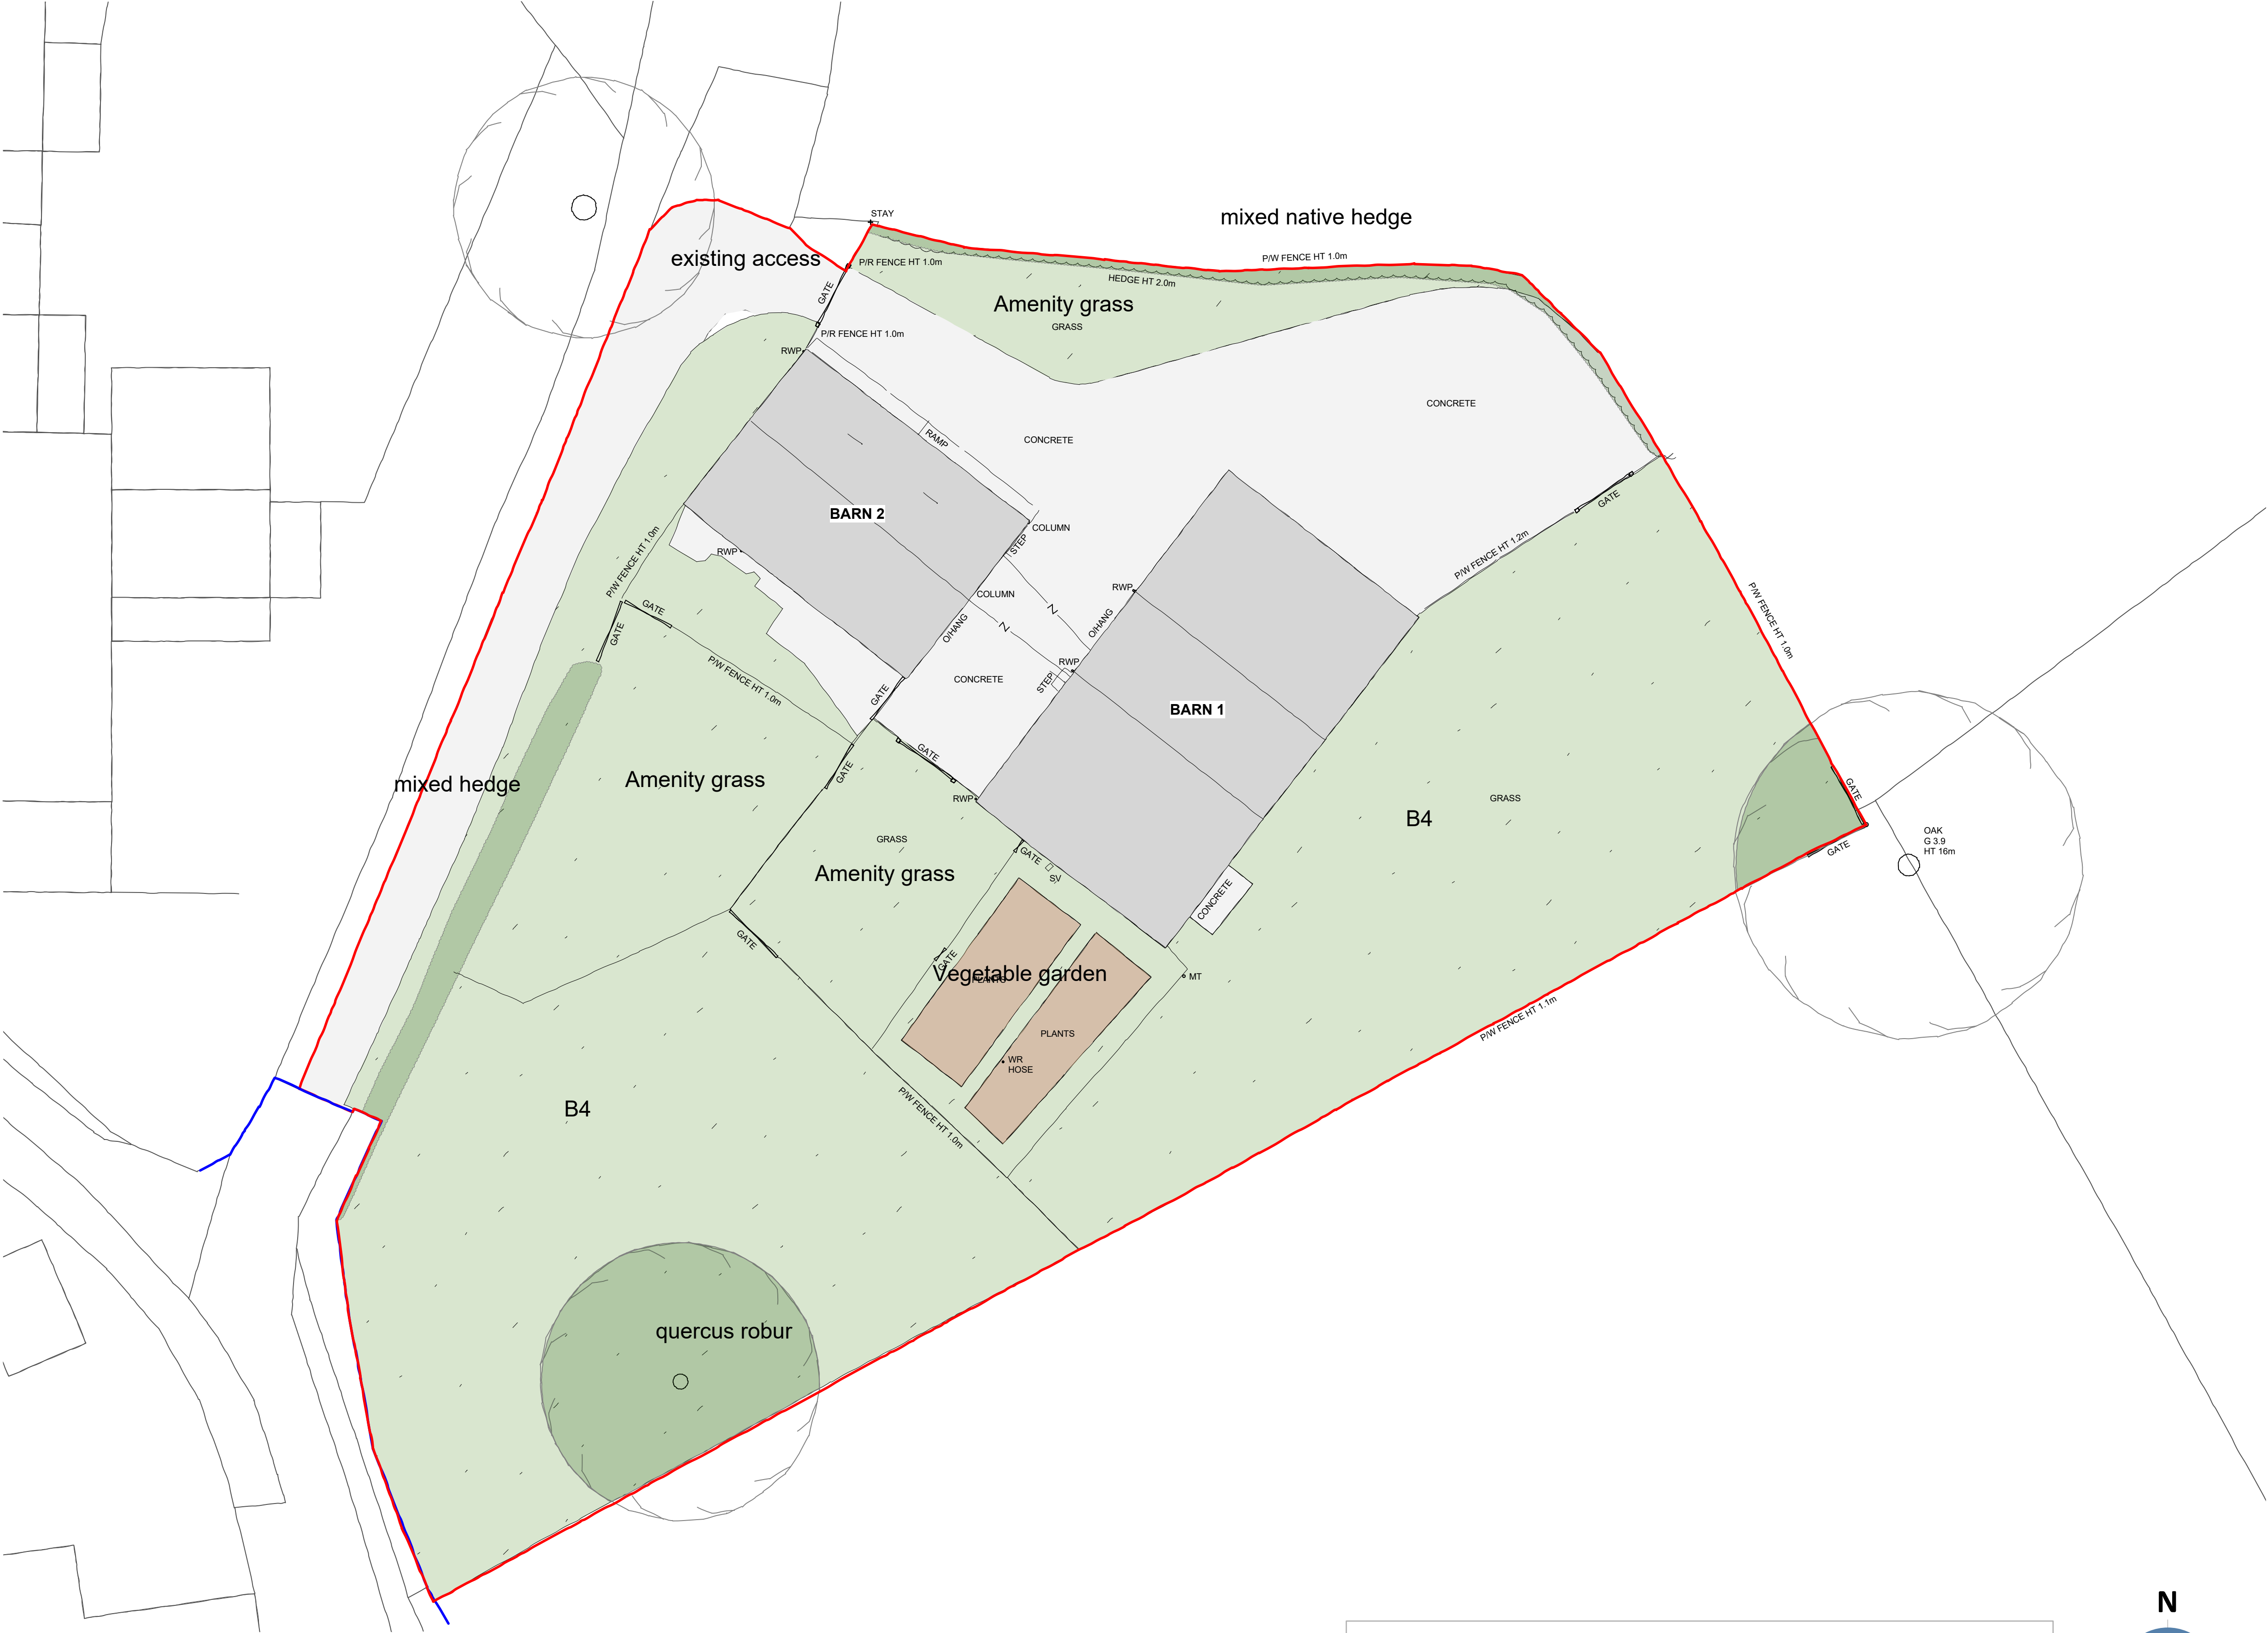 STAY
mixed native hedge
existing access
P/R FENCE HT 1.0m
P/W FENCE HT 1.0m
HEDGE HT 2.0m
GATE
Amenity grass
GRASS
P/R FENCE HT 1.0m
RWP
CONCRETE
RAMP
CONCRETE
BARN 2
GATE
COLUMN
STEP
P/W FENCE HT 1.2m
P/W FENCE HT 1.0m
RWP
RWP
COLUMN
GATE
O/HANG
O/HANG
P/W FENCE HT 1.0m
GATE
RWP
P/W FENCE HT 1.0m
CONCRETE
STEP
GATE
BARN 1
GATE
mixed hedge
Amenity grass
GATE
RWP
GRASS
B4
GATE
OAK
G 3.9
HT 16m
GATE
GRASS
Amenity grass
GATE
SV
CONCRETE
GATE
GATE
Vegetable garden
PLANTS
MT
P/W FENCE HT 1.1m
PLANTS
WR
HOSE
B4
P/W FENCE HT 1.0m
quercus robur
N